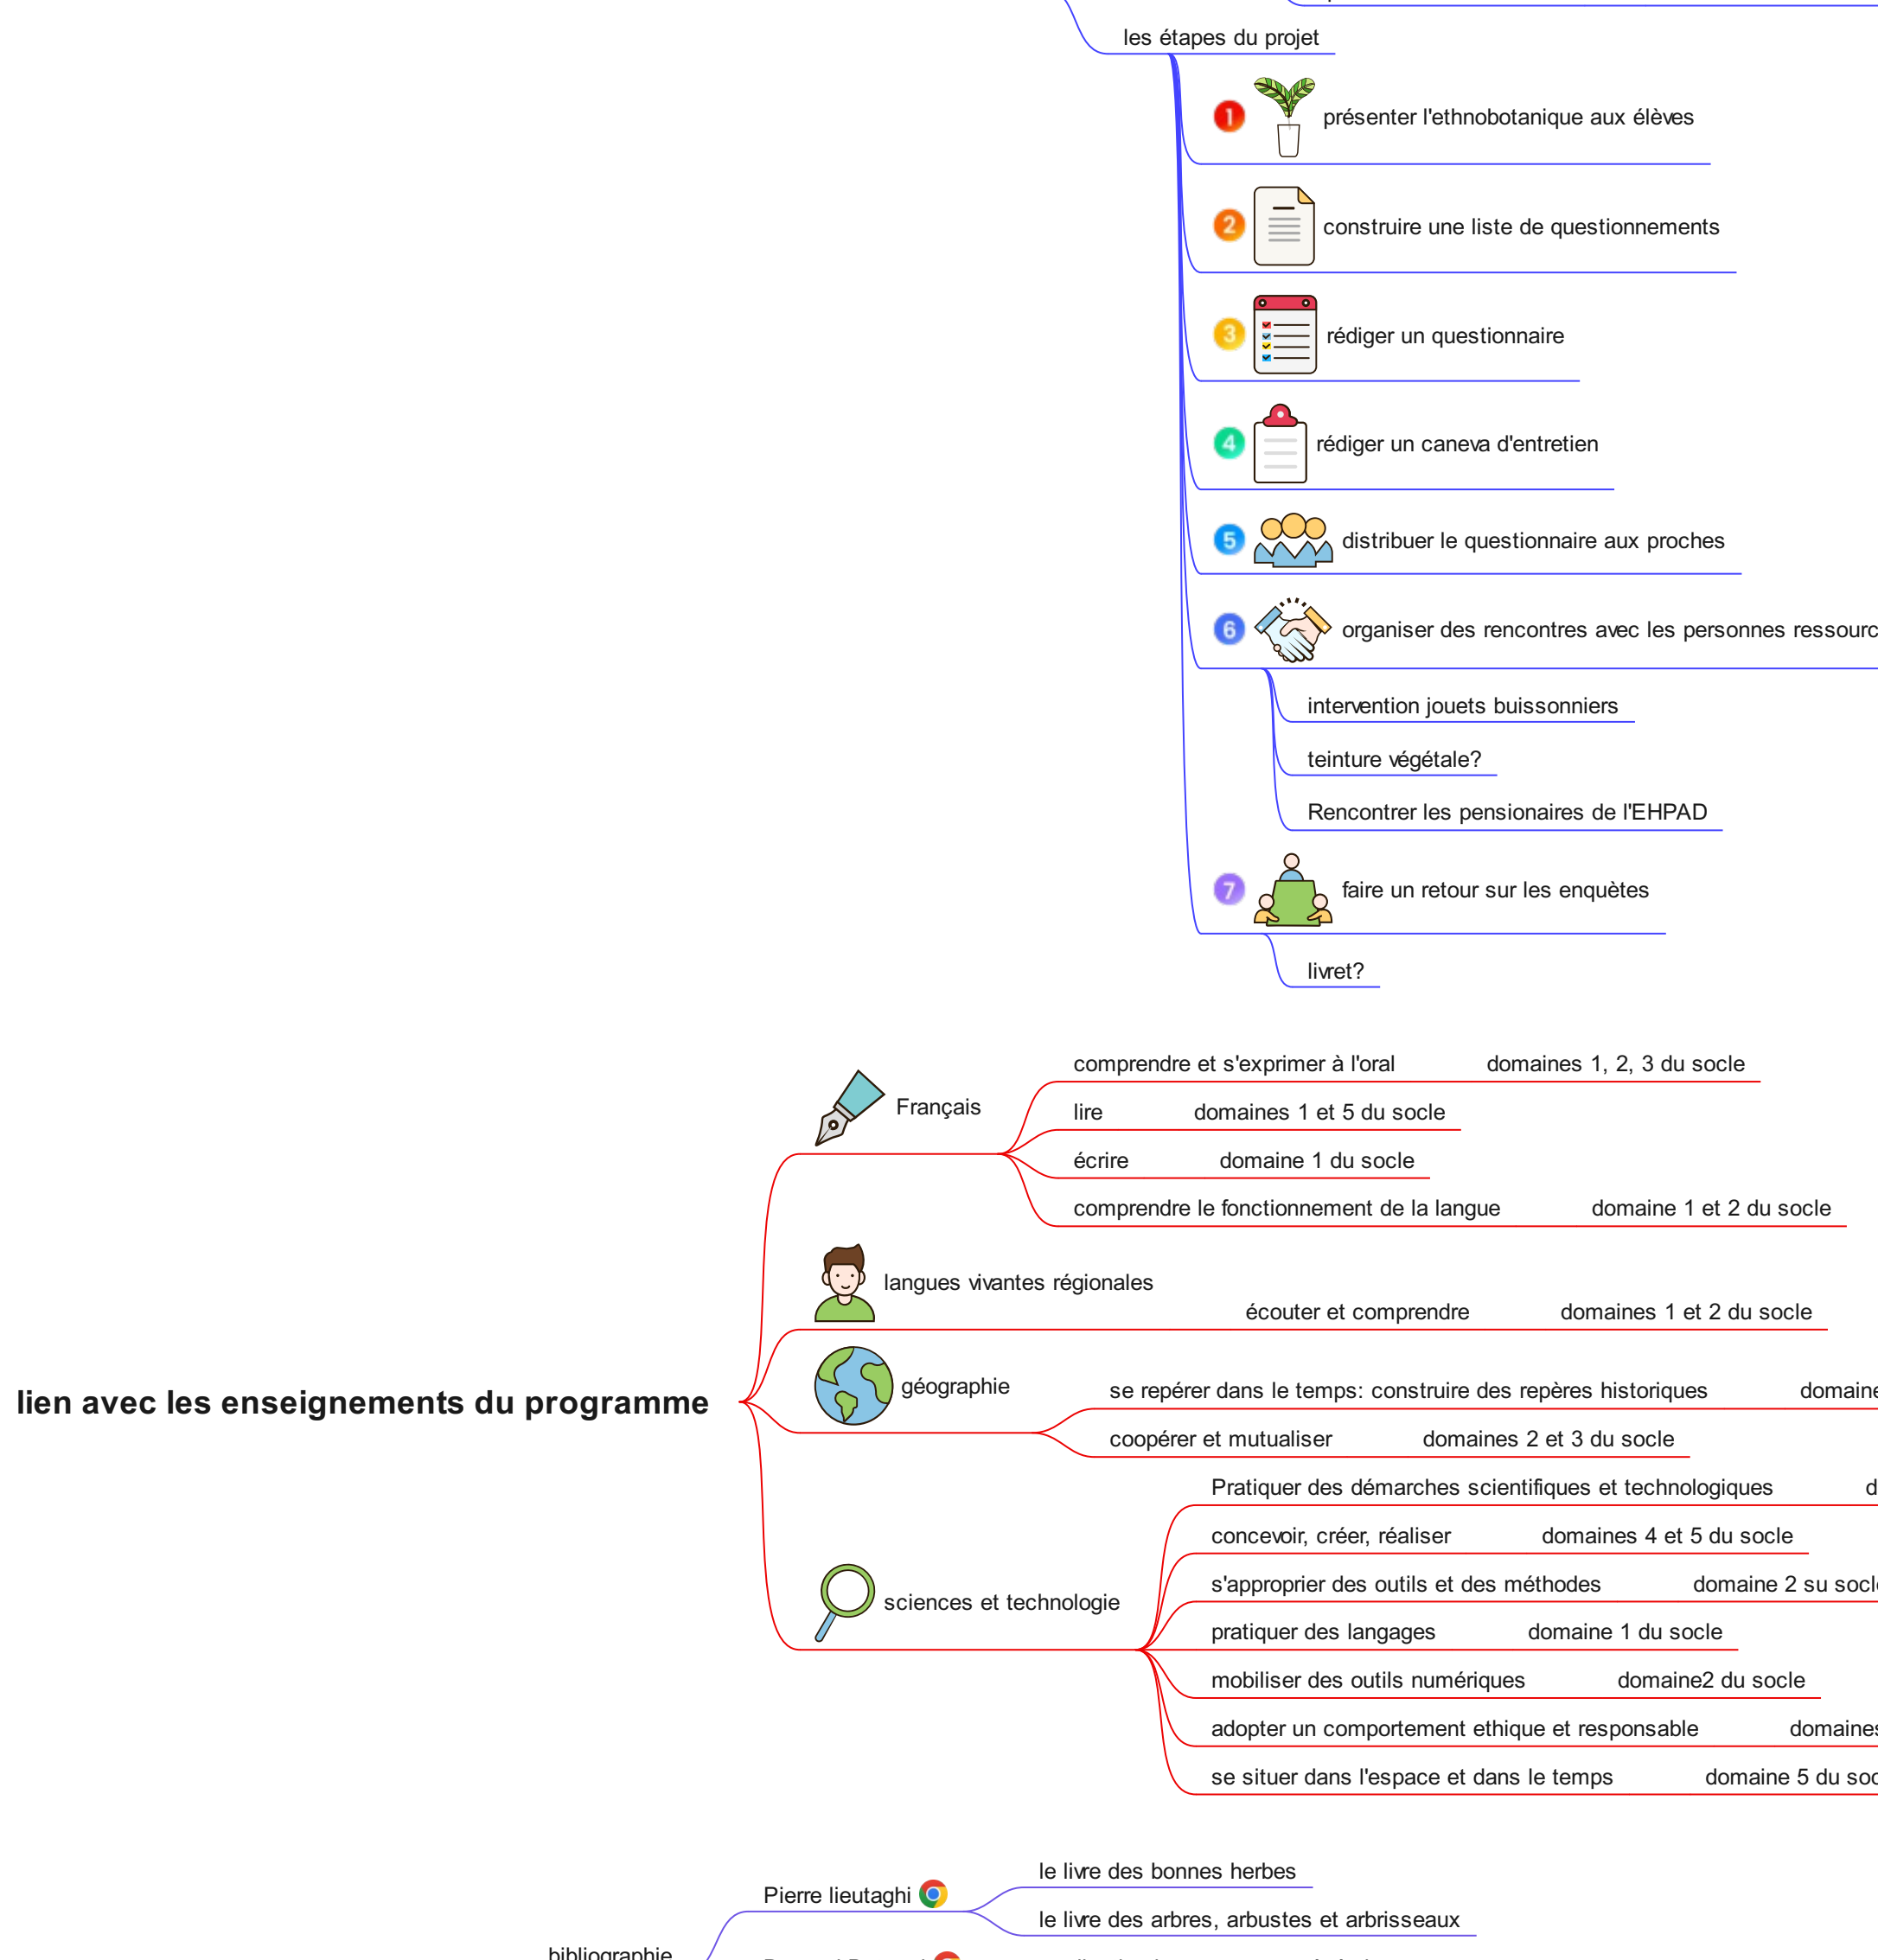 les étapes du projet
1 présenter l'ethnobotanique aux élèves
2 construire une liste de questionnements
3 rédiger un questionnaire
4 rédiger un caneva d'entretien
5 distribuer le questionnaire aux proches
6 organiser des rencontres avec les personnes
intervention jouets buissonniers
teinture végétale?
Rencontrer les pensionaires de l'EHPAD
7 faire un retour sur les enquètes
livret?
lien avec les enseignements du programme
Français
comprendre et s'exprimer à l'oral domaines 1, 2, 3 du socle
lire domaines 1 et 5 du socle
écrire domaine 1 du socle
comprendre le fonctionnement de la langue domaine 1 et 2 du socle
langues vivantes régionales
écouter et comprendre domaines 1 et 2 du socle
géographie
se repérer dans le temps: construire des repères historiques
coopérer et mutualiser domaines 2 et 3 du socle
sciences et technologie
Pratiquer des démarches scientifiques et technologiques
concevoir, créer, réaliser domaines 4 et 5 du socle
s'approprier des outils et des méthodes domaine 2 su
pratiquer des langages domaine 1 du socle
mobiliser des outils numériques domaine2 du socle
adopter un comportement ethique et responsable
se situer dans l'espace et dans le temps domaine 5 du
bibliographie
Pierre lieutaghi
le livre des bonnes herbes
le livre des arbres, arbustes et arbrisseaux